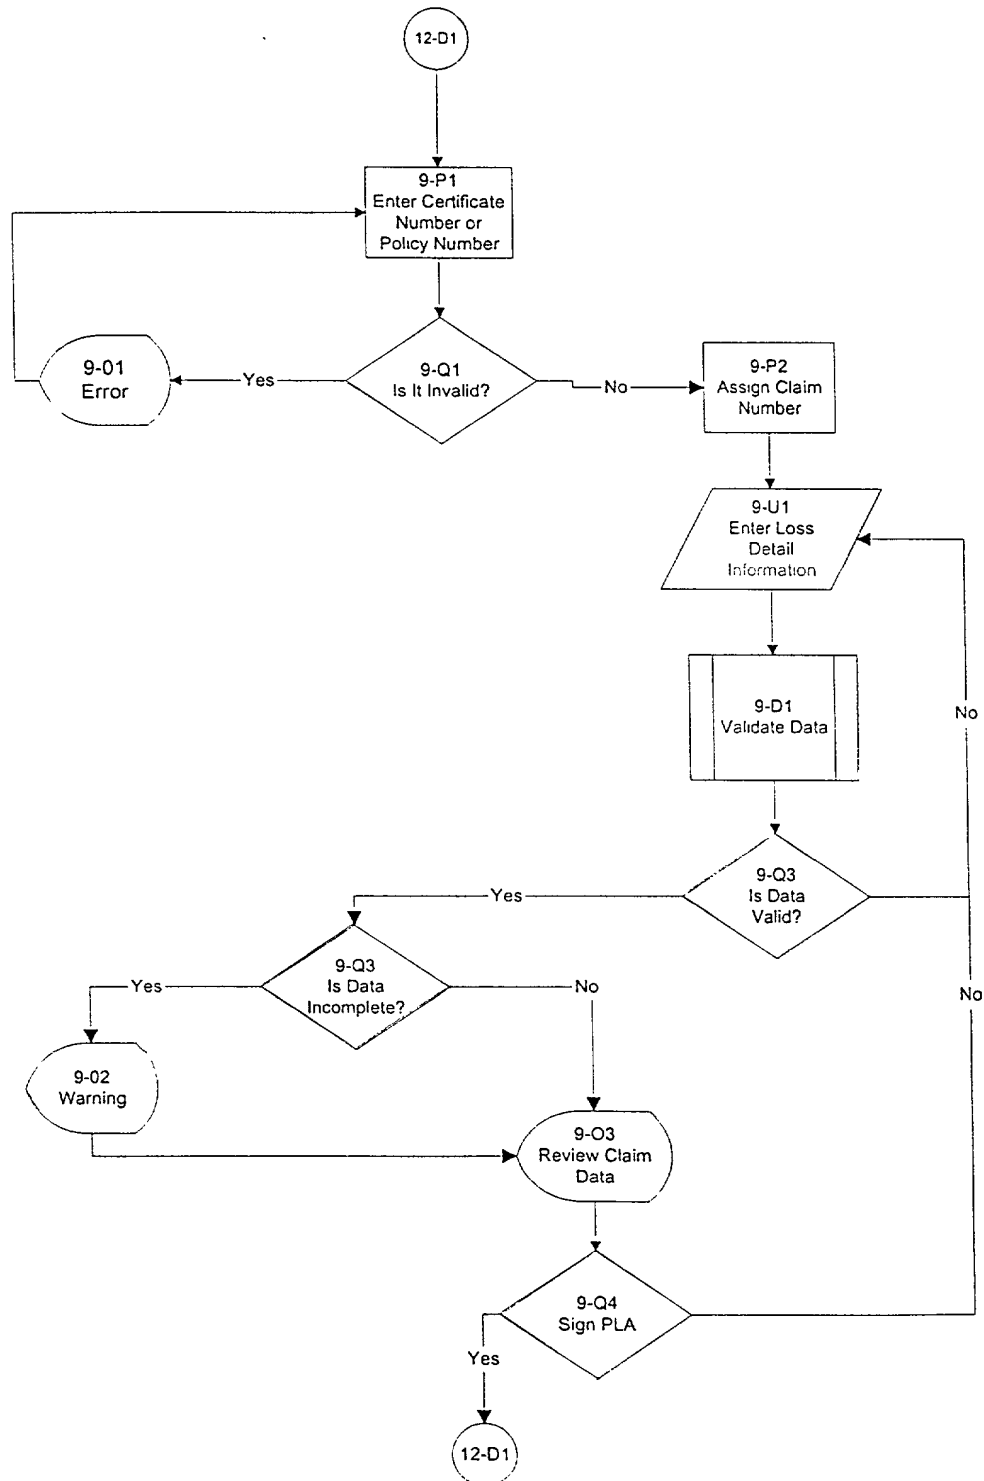 12-D1
9-P1
Enter Certificate
Number or
Policy Number
9-01
Error
Yes
9-Q1
Is It Invalid?
No
9-P2
Assign Claim
Number
9-U1
Enter Loss
Detail
Information
9-D1
Validate Data
No
9-Q3
Is Data
Valid?
Yes
9-Q3
Is Data
Incomplete?
Yes
No
No
9-02
Warning
9-O3
Review Claim
Data
9-Q4
Sign PLA
Yes
12-D1